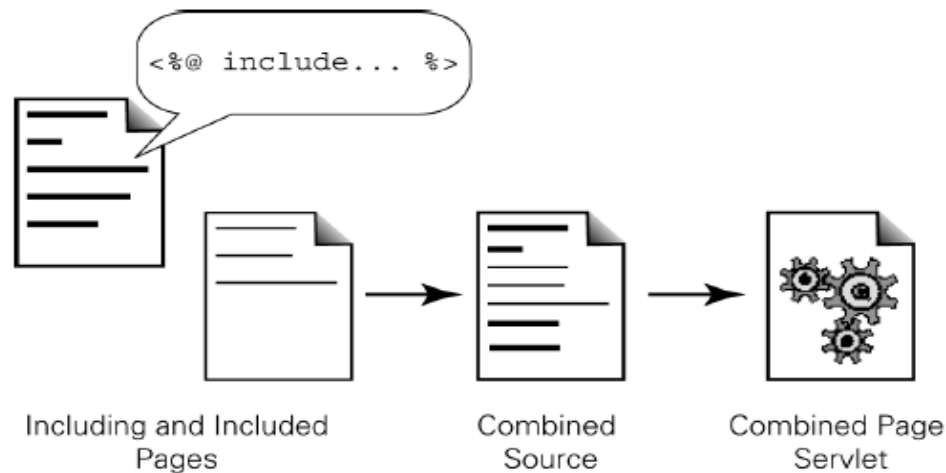 <%@ include... %>
Including and Included
Pages
Combined
Source
Combined Page
Servlet